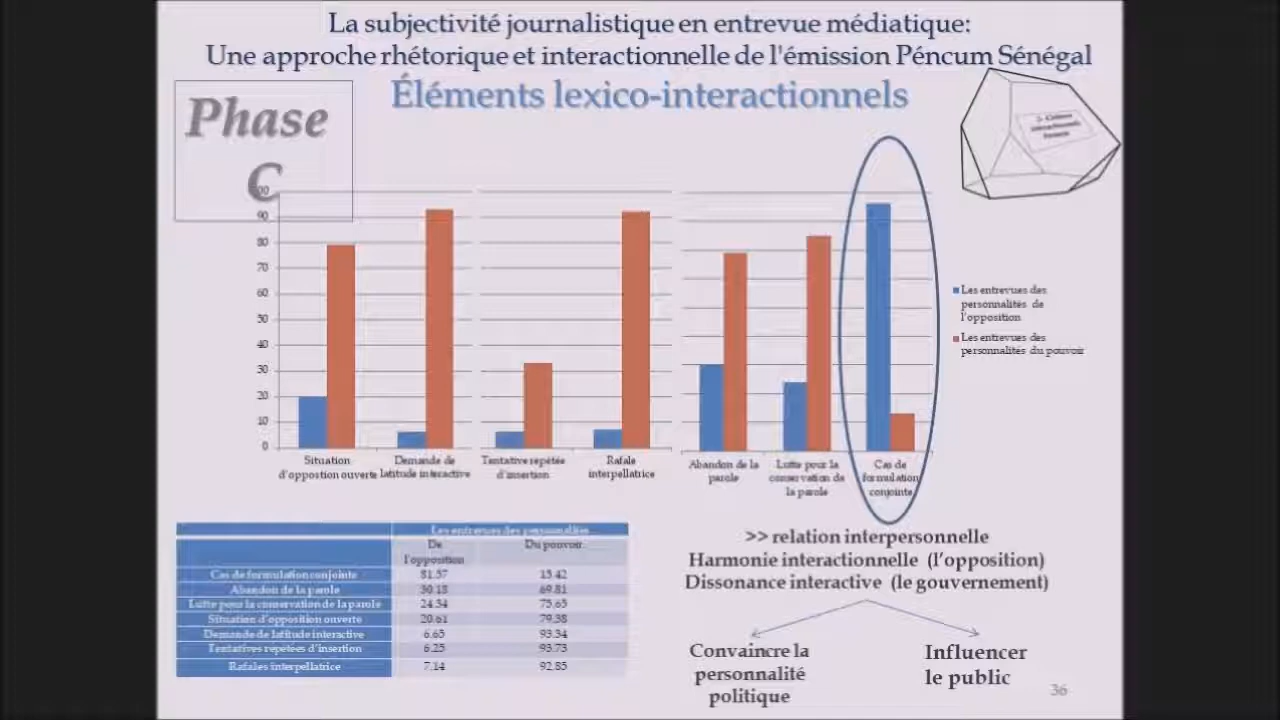 La subjectivité journalistique en entrevue médiatique:
Une approche rhétorique et interactionnelle de l'émission Péncum Sénégal
Éléments lexico-interactionnels
Phase
C
90
80
70
60
50
40
30
20
10
0
Situation
d'opposition ouverte
Demande de
latitude interactive
Tentative répétée
d'insertion
Rafale
interpellatrice
Abandon de la
parole
Lutte pour la
conservation de
la parole
Cas de
formulation
conjointe
Les entrevues des
personnalités de
l'opposition
Les entrevues des
personnalités du pouvoir
Les entrevues des personnalités
De
l'opposition
Du pouvoir
Cas de formulation conjointe 81.57 15.42
Abandon de la parole 30.18 69.81
Lutte pour la conservation de la parole 24.34 75.65
Situation d'opposition ouverte 20.61 79.38
Demande de latitude interactive 6.65 93.34
Tentatives repétées d'insertion 6.25 93.75
Rafales interpellatrice 7.14 92.85
>> relation interpersonnelle
Harmonie interactionnelle (l'opposition)
Dissonance interactive (le gouvernement)
Convaincre la
personnalité
politique
Influencer
le public
36